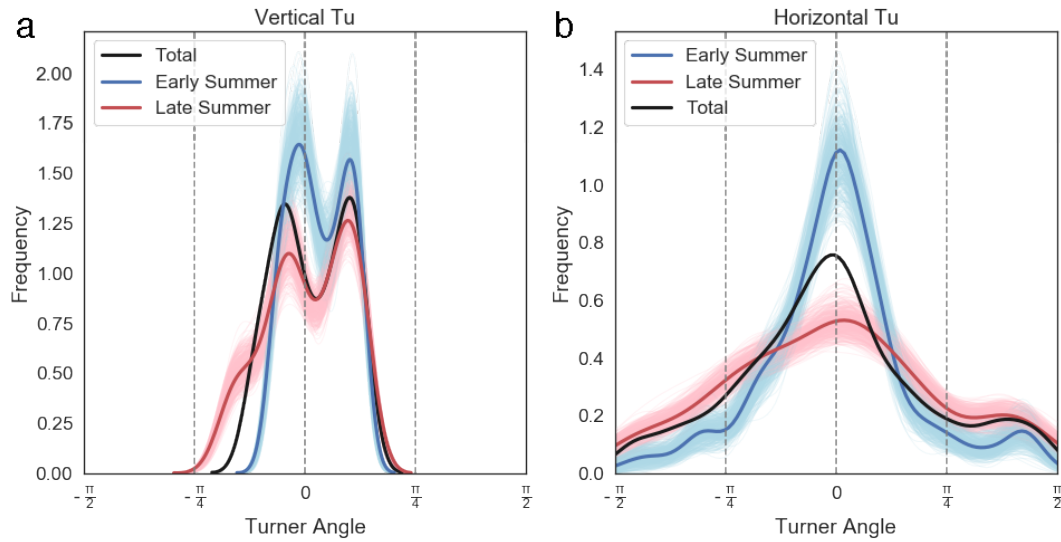 a
Vertical Tu
Total
Early Summer
Late Summer
Frequency
2.00
1.75
1.50
1.25
1.00
0.75
0.50
0.25
0.00
- π/2
- π/4
0
π/4
π/2
Turner Angle
b
Horizontal Tu
Early Summer
Late Summer
Total
Frequency
1.4
1.2
1.0
0.8
0.6
0.4
0.2
0.0
- π/2
- π/4
0
π/4
π/2
Turner Angle